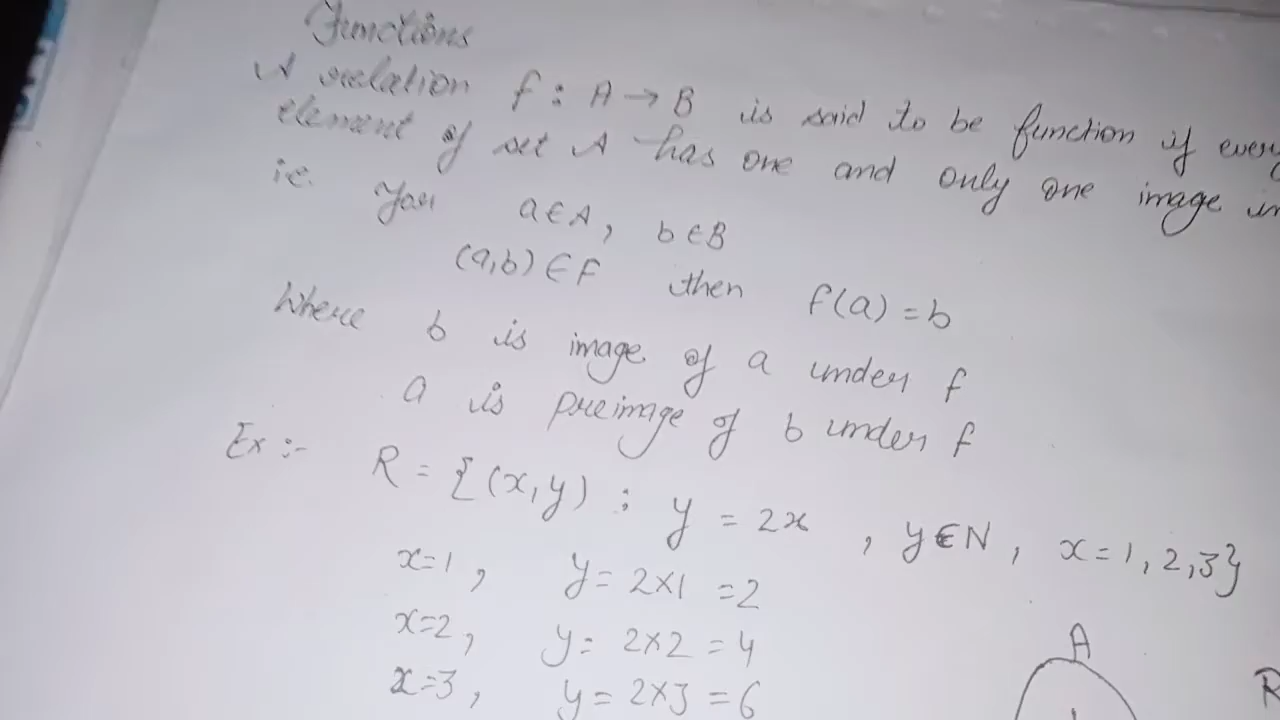 Functions
A relation f : A → B is said to be function if every
element of set A has one and only one image in
i.e. for a ∈ A, b ∈ B
(a,b) ∈ F then f(a) = b
Where b is image of a under f
a is preimage of b under f
Ex :- R = {(x,y) : y = 2x , y ∈ N , x = 1, 2, 3}
x=1 , y = 2×1 = 2
x=2 , y = 2×2 = 4
x=3 , y = 2×3 = 6
A
R